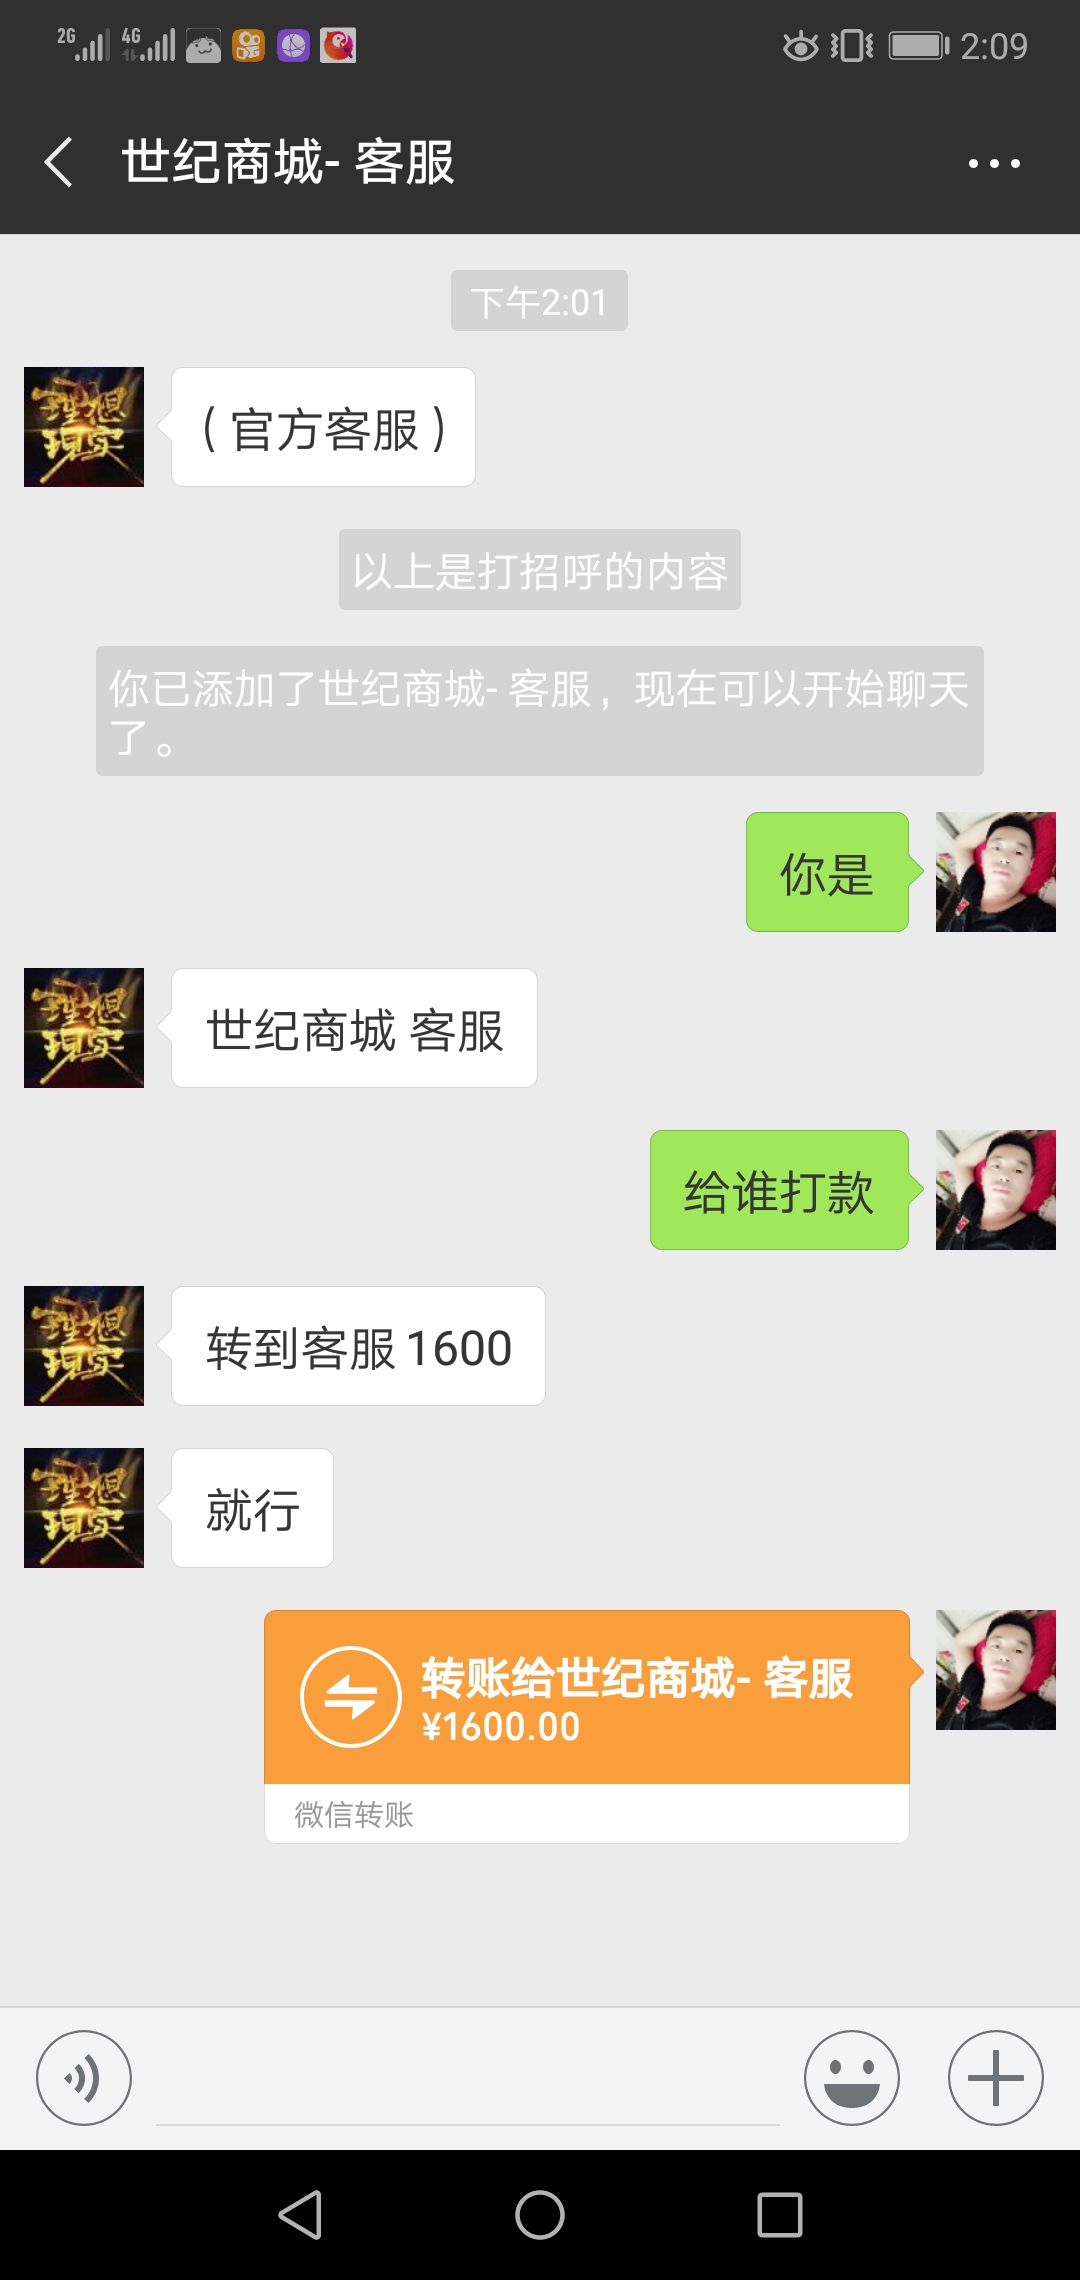 2G 4G 2:09
世纪商城- 客服
下午2:01
理想
现实
（官方客服）
以上是打招呼的内容
你已添加了世纪商城- 客服，现在可以开始聊天
了。
你是
理想
现实
世纪商城 客服
给谁打款
理想
现实
转到客服 1600
理想
现实
就行
转账给世纪商城- 客服
¥1600.00
微信转账